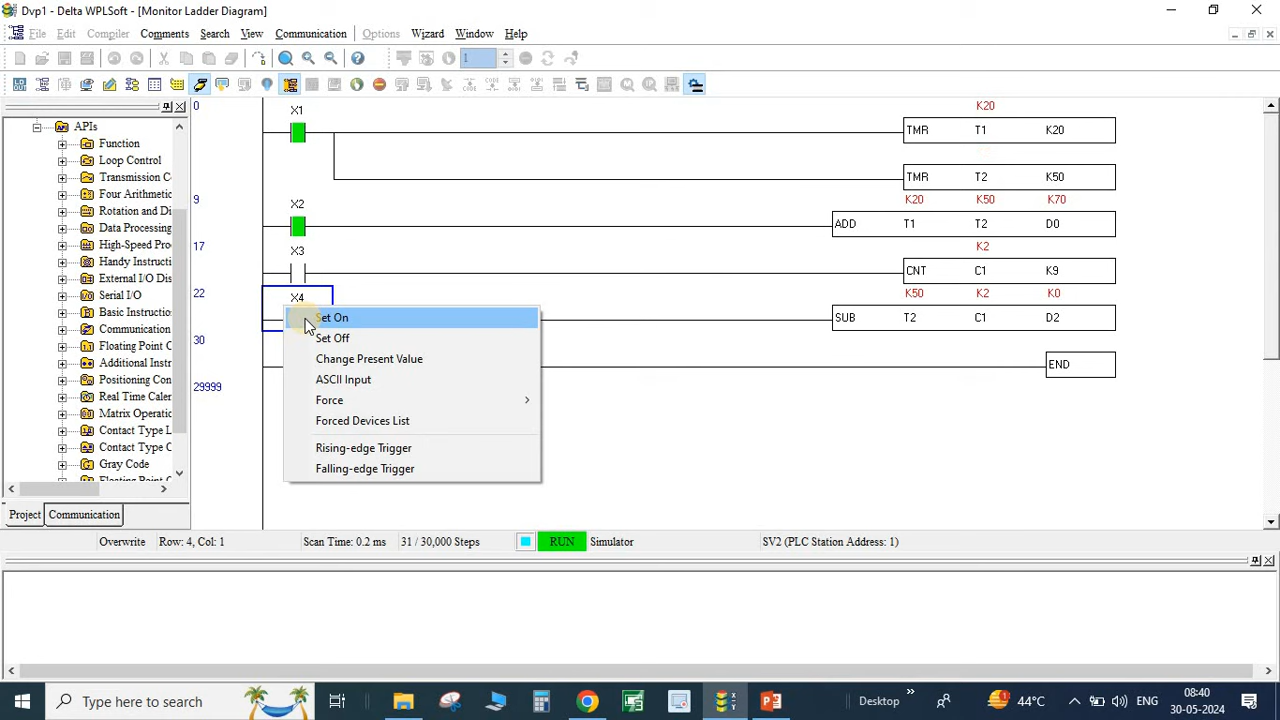 Dvp1 - Delta WPLSoft - [Monitor Ladder Diagram]
File Edit Compiler Comments Search View Communication Options Wizard Window Help
1
APIs
Function
Loop Control
Transmission C
Four Arithmetic
Rotation and Di
Data Processing
High-Speed Pro
Handy Instructi
External I/O Dis
Serial I/O
Basic Instructio
Communication
Floating Point C
Additional Instr
Positioning Con
Real Time Caler
Matrix Operatio
Contact Type L
Contact Type C
Gray Code
Floating Point C
Project Communication
0
X1
K20
TMR T1 K20
TMR T2 K50
9
X2
K20 K50 K70
ADD T1 T2 D0
17
X3
K2
CNT C1 K9
22
X4
K50 K2 K0
SUB T2 C1 D2
30
END
29999
Set On
Set Off
Change Present Value
ASCII Input
Force
Forced Devices List
Rising-edge Trigger
Falling-edge Trigger
Overwrite Row: 4, Col: 1 Scan Time: 0.2 ms 31 / 30,000 Steps RUN Simulator SV2 (PLC Station Address: 1)
Type here to search
Desktop
44°C
ENG
08:40
30-05-2024